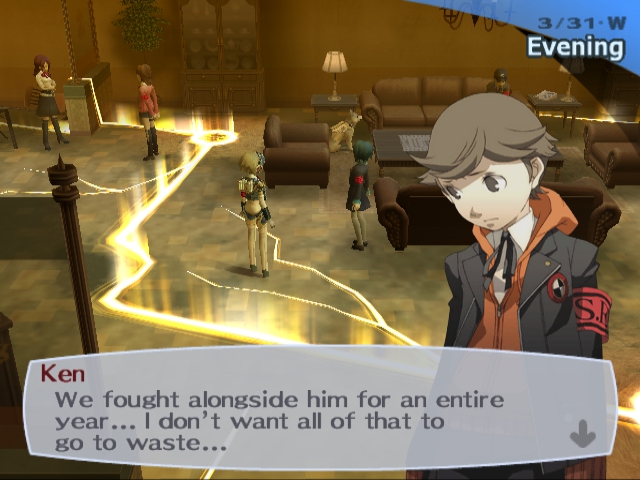 3/31·W
Evening
S.
Ken
We fought alongside him for an entire
year... I don't want all of that to
go to waste...